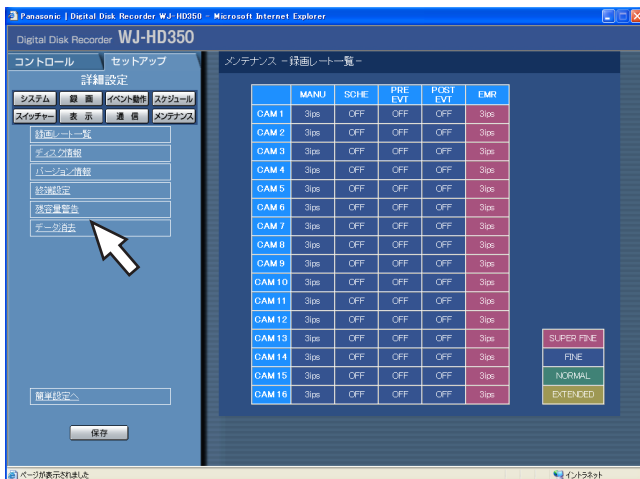 Panasonic | Digital Disk Recorder WJ-HD350 - Microsoft Internet Explorer
Digital Disk Recorder WJ-HD350
コントロール セットアップ
詳細設定
システム 録 画 イベント動作 スケジュール
スイッチャー 表 示 通 信 メンテナンス
録画レート一覧
ディスク情報
バージョン情報
終端設定
残容量警告
データ消去
簡単設定へ
保存
メンテナンス －録画レート一覧－
MANU SCHE PRE EVT POST EVT EMR
CAM 1 3ips OFF OFF OFF 3ips
CAM 2 3ips OFF OFF OFF 3ips
CAM 3 3ips OFF OFF OFF 3ips
CAM 4 3ips OFF OFF OFF 3ips
CAM 5 3ips OFF OFF OFF 3ips
CAM 6 3ips OFF OFF OFF 3ips
CAM 7 3ips OFF OFF OFF 3ips
CAM 8 3ips OFF OFF OFF 3ips
CAM 9 3ips OFF OFF OFF 3ips
CAM 10 3ips OFF OFF OFF 3ips
CAM 11 3ips OFF OFF OFF 3ips
CAM 12 3ips OFF OFF OFF 3ips
CAM 13 3ips OFF OFF OFF 3ips
CAM 14 3ips OFF OFF OFF 3ips
CAM 15 3ips OFF OFF OFF 3ips
CAM 16 3ips OFF OFF OFF 3ips
SUPER FINE
FINE
NORMAL
EXTENDED
ページが表示されました
イントラネット